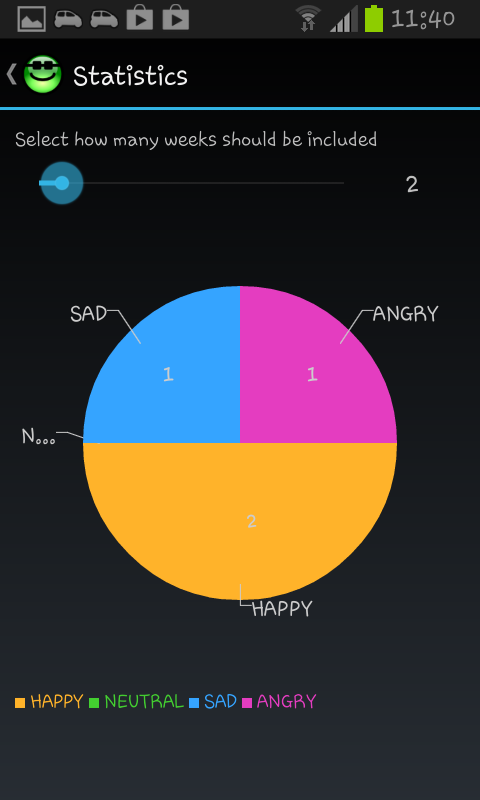 11:40
Statistics
Select how many weeks should be included
2
SAD
ANGRY
1
1
N...
2
HAPPY
HAPPY NEUTRAL SAD ANGRY